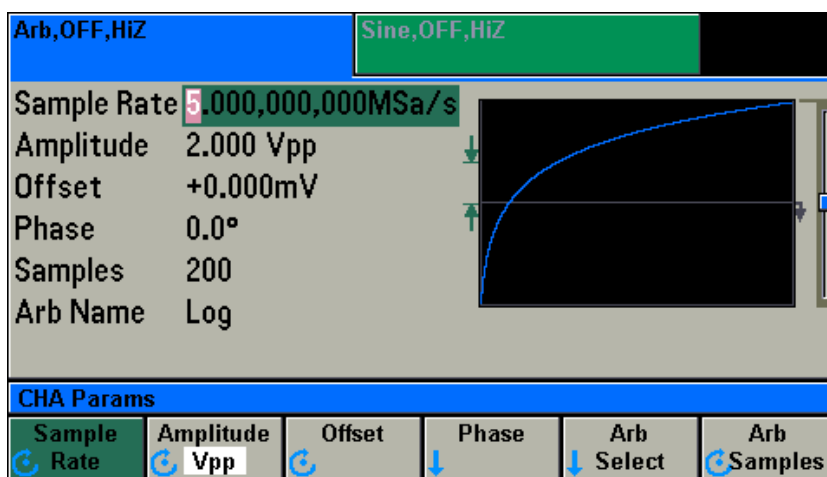 Arb,OFF,HiZ
Sine,OFF,HiZ
Sample Rate 5.000,000,000MSa/s
Amplitude 2.000 Vpp
Offset +0.000mV
Phase 0.0°
Samples 200
Arb Name Log
CHA Params
Sample Rate
Amplitude Vpp
Offset
Phase
Arb Select
Arb Samples